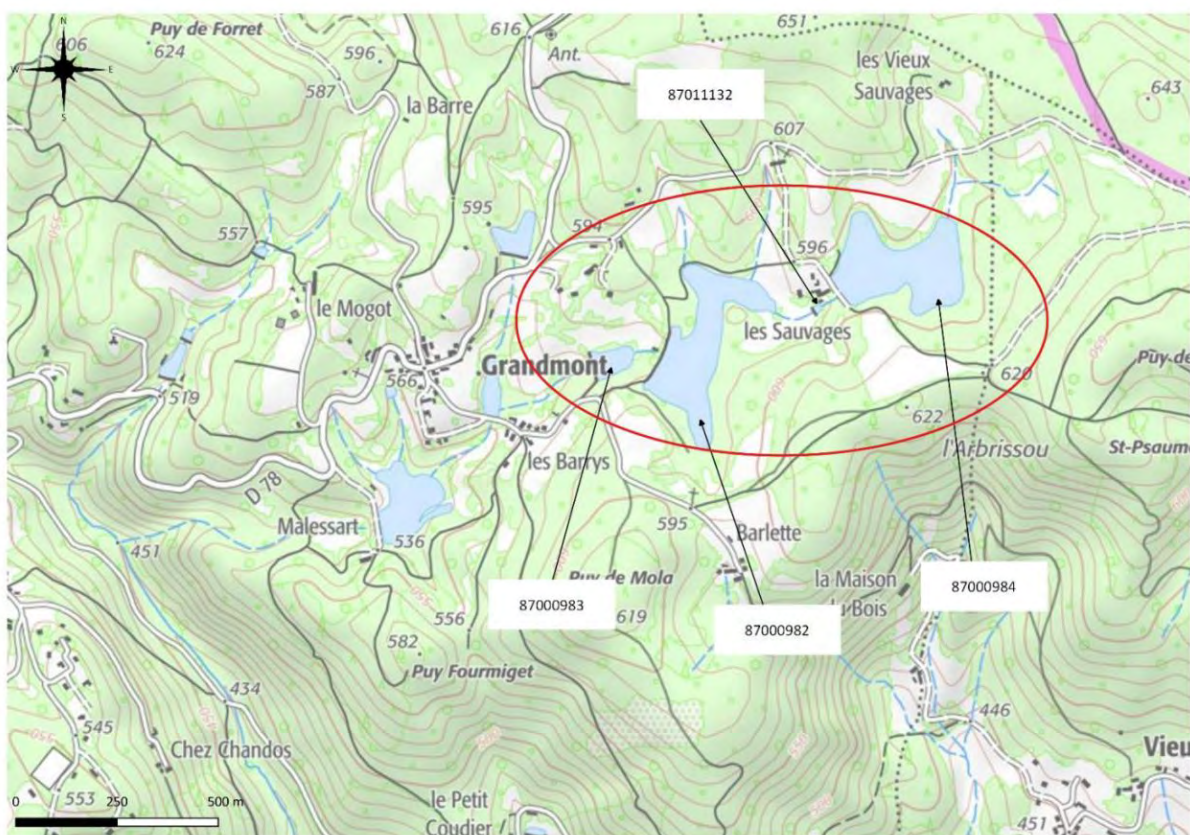 Puy de Forret
606
624
596
616
Ant.
651
les Vieux
Sauvages
643
N
W
E
S
587
la Barre
87011132
607
595
594
557
596
le Mogot
les Sauvages
Grandmont
566
519
620
Puy de
622
l'Arbrissou
St-Psaume
les Barrys
D 78
595
Malessart
536
451
Barlette
Puy de Mola
la Maison
du Bois
87000984
87000983
556
619
87000982
582
Puy Fourmiget
434
446
545
Chez Chandos
Vieu
0
250
500 m
553
le Petit
Coudier
451